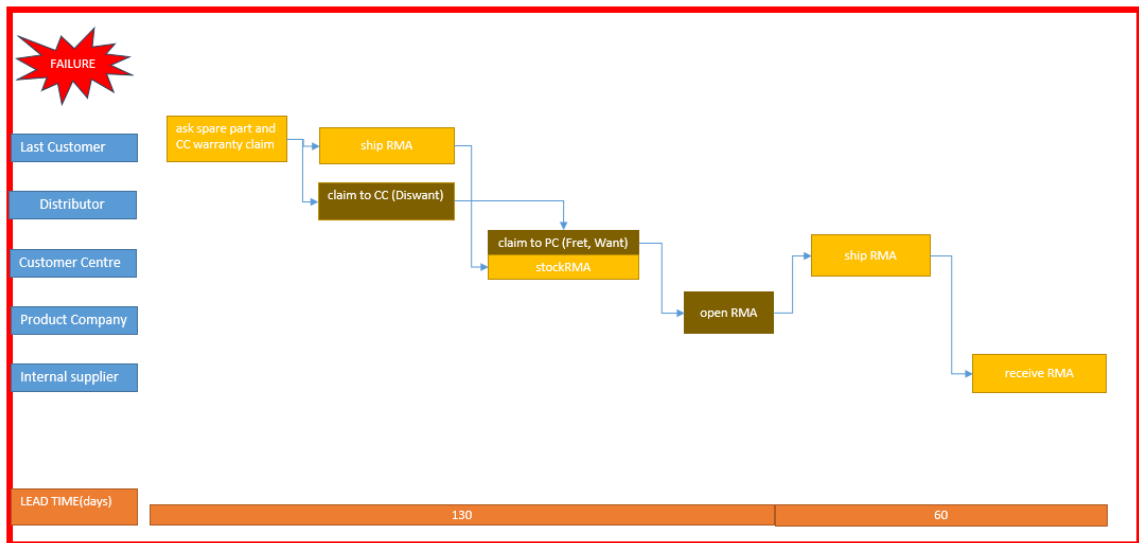 FAILURE
ask spare part and
CC warranty claim
Last Customer
ship RMA
Distributor
claim to CC (Diswant)
claim to PC (Fret, Want)
Customer Centre
stockRMA
ship RMA
Product Company
open RMA
Internal supplier
receive RMA
LEAD TIME(days)
130
60